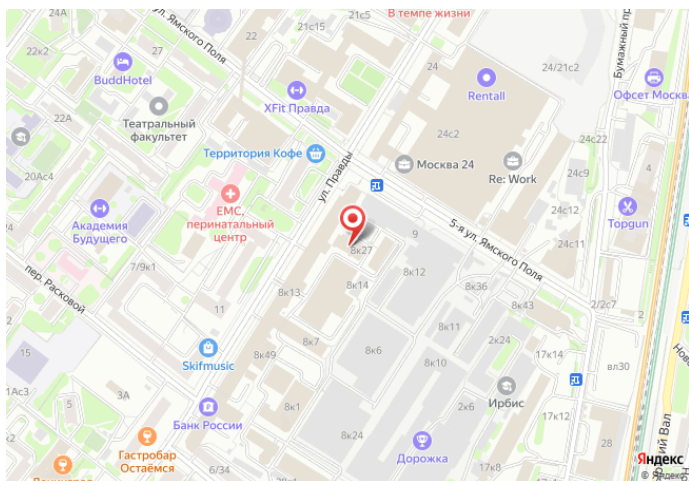 21с5
В темпе жизни
21с15
24А
22к2
ул. Ямского Поля
Бумажный пр
BuddHotel
24
24/21с2
Rentall
Офсет Москва
XFit Правда
22А
Театральный
факультет
24с2
24с22
4
Территория Кофе
ул. Правды
Москва 24
Re: Work
24с9
20Ас4
EMC,
перинатальный
центр
5-я ул. Ямского Поля
24с12
Topgun
Академия
Будущего
9
24с11
7/9к1
8к27
8к12
пер. Расковой
8к13
8к14
8к36
8к43
2/2с7
11
8к11
Skifmusic
8к7
2к24
15
8к49
8к6
8к10
17к14
вл30
Ново
1Ас3
3А
Ирбис
Банк России
8к1
2к6
17к12
Гастробар
Остаёмся
8к24
Дорожка
28
6/34
17к8
Яндекс
© Яндекс
28с1